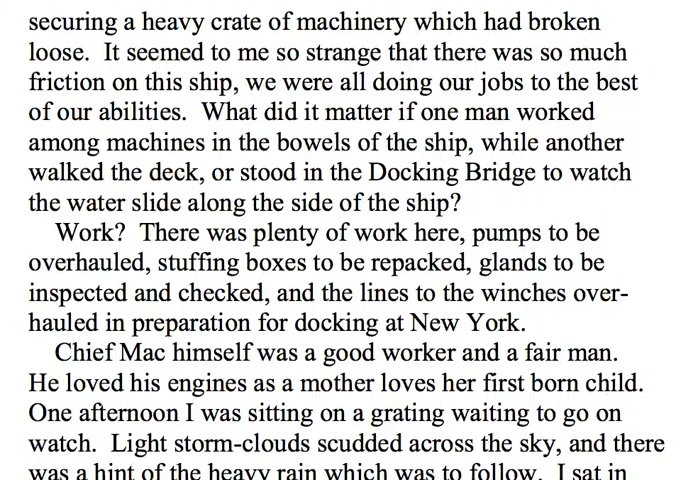 securing a heavy crate of machinery which had broken
loose.  It seemed to me so strange that there was so much
friction on this ship, we were all doing our jobs to the best
of our abilities.  What did it matter if one man worked
among machines in the bowels of the ship, while another
walked the deck, or stood in the Docking Bridge to watch
the water slide along the side of the ship?
Work?  There was plenty of work here, pumps to be
overhauled, stuffing boxes to be repacked, glands to be
inspected and checked, and the lines to the winches over-
hauled in preparation for docking at New York.
Chief Mac himself was a good worker and a fair man.
He loved his engines as a mother loves her first born child.
One afternoon I was sitting on a grating waiting to go on
watch.  Light storm-clouds scudded across the sky, and there
was a hint of the heavy rain which was to follow.  I sat in